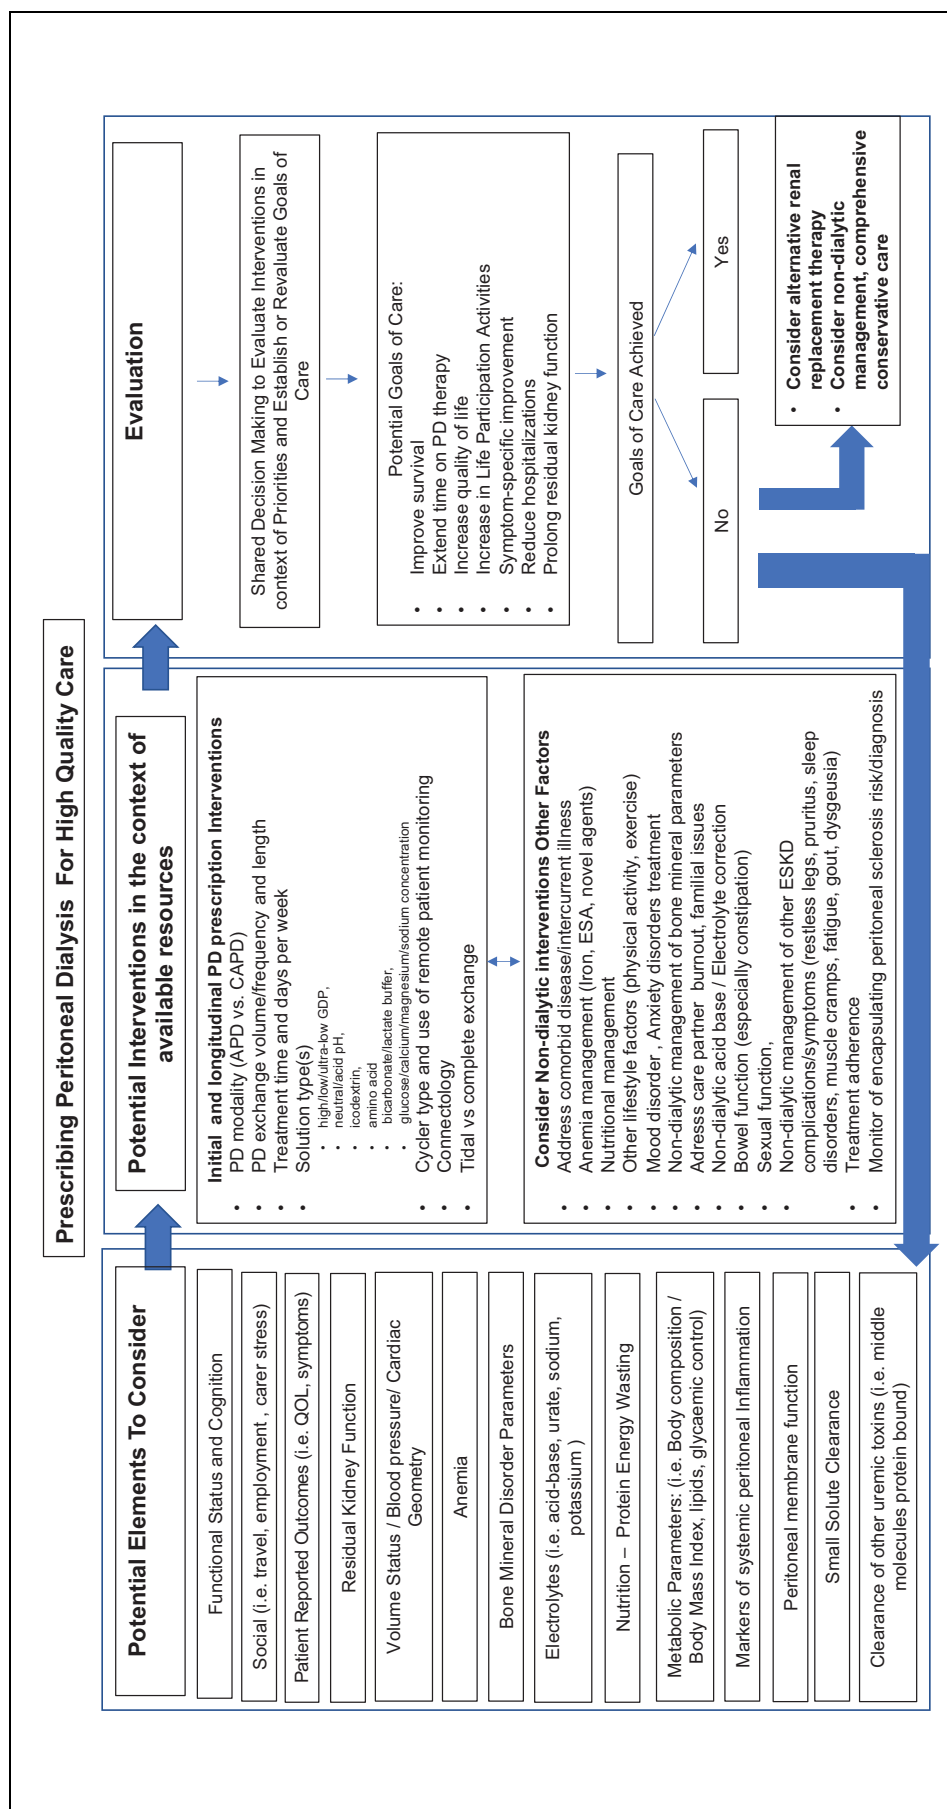 Prescribing Peritoneal Dialysis For High Quality Care
Potential Elements To Consider
Functional Status and Cognition
Social (i.e. travel, employment , carer stress)
Patient Reported Outcomes (i.e. QOL, symptoms)
Residual Kidney Function
Volume Status / Blood pressure/ Cardiac
Geometry
Anemia
Bone Mineral Disorder Parameters
Electrolytes (i.e. acid-base, urate, sodium,
potassium )
Nutrition – Protein Energy Wasting
Metabolic Parameters: (i.e. Body composition /
Body Mass Index, lipids, glycaemic control)
Markers of systemic peritoneal Inflammation
Peritoneal membrane function
Small Solute Clearance
Clearance of other uremic toxins (i.e. middle
molecules protein bound)
Potential Interventions in the context of
available resources
Initial and longitudinal PD prescription Interventions
• PD modality (APD vs. CAPD)
• PD exchange volume/frequency and length
• Treatment time and days per week
• Solution type(s)
• high/low/ultra-low GDP,
• neutral/acid pH,
• icodextrin,
• amino acid
• bicarbonate/lactate buffer,
• glucose/calcium/magnesium/sodium concentration
• Cycler type and use of remote patient monitoring
• Connectology
• Tidal vs complete exchange
Consider Non-dialytic interventions Other Factors
• Address comorbid disease/intercurrent illness
• Anemia management (Iron, ESA, novel agents)
• Nutritional management
• Other lifestyle factors (physical activity, exercise)
• Mood disorder , Anxiety disorders treatment
• Non-dialytic management of bone mineral parameters
• Adress care partner burnout, familial issues
• Non-dialytic acid base / Electrolyte correction
• Bowel function (especially constipation)
• Sexual function,
• Non-dialytic management of other ESKD
complications/symptoms (restless legs, pruritus, sleep
disorders, muscle cramps, fatigue, gout, dysgeusia)
• Treatment adherence
• Monitor of encapsulating peritoneal sclerosis risk/diagnosis
Evaluation
Shared Decision Making to Evaluate Interventions in
context of Priorities and Establish or Revaluate Goals of
Care
Potential Goals of Care:
• Improve survival
• Extend time on PD therapy
• Increase quality of life
• Increase in Life Participation Activities
• Symptom-specific improvement
• Reduce hospitalizations
• Prolong residual kidney function
Goals of Care Achieved
No
Yes
• Consider alternative renal
replacement therapy
• Consider non-dialytic
management, comprehensive
conservative care